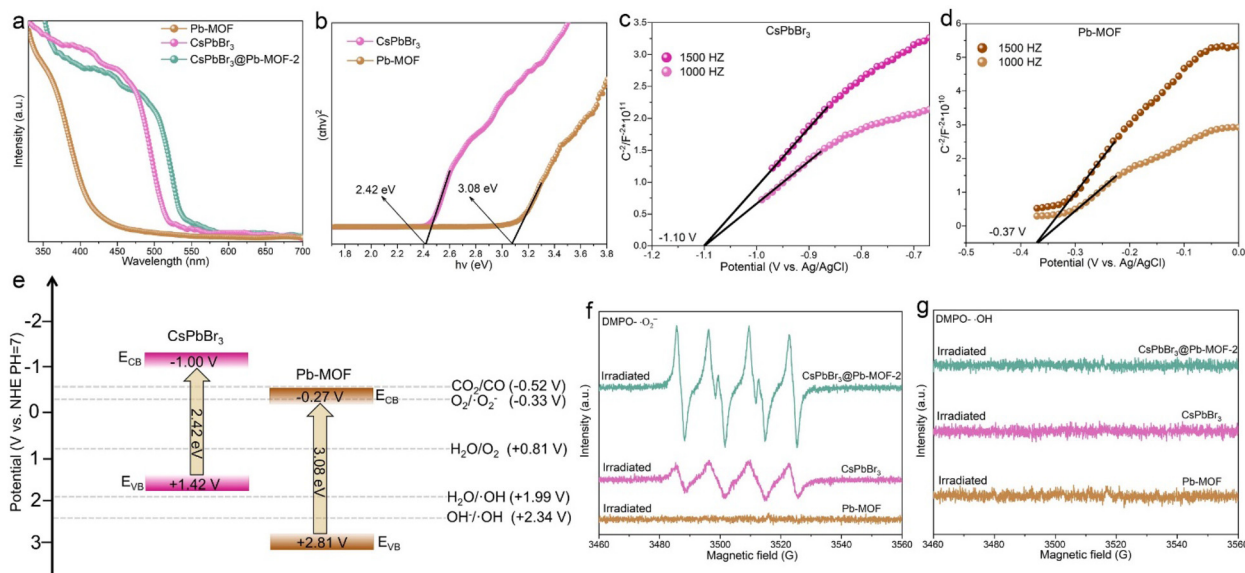 a
Pb-MOF
CsPbBr₃
CsPbBr₃@Pb-MOF-2
Intensity (a.u.)
400 450 500 550 600 650 700
Wavelength (nm)
b
CsPbBr₃
Pb-MOF
2.42 eV
3.08 eV
(αhν)²
1.8 2.0 2.2 2.4 2.6 2.8 3.0 3.2 3.4 3.6 3.8
hν (eV)
c
CsPbBr₃
1500 HZ
1000 HZ
C⁻²/F⁻²*10¹¹
3.5
3.0
2.5
2.0
1.5
1.0
0.5
0.0
-1.10 V
-1.1 -1.0 -0.9 -0.8 -0.7
Potential (V vs. Ag/AgCl)
d
Pb-MOF
1500 HZ
1000 HZ
C⁻²/F⁻²*10¹⁰
6
5
4
3
2
1
0
-0.37 V
-0.4 -0.3 -0.2 -0.1 0.0
Potential (V vs. Ag/AgCl)
e
Potential (V vs. NHE PH=7)
-2
-1
0
1
2
3
CsPbBr₃
E_CB
-1.00 V
2.42 eV
E_VB
+1.42 V
Pb-MOF
-0.27 V
E_CB
3.08 eV
+2.81 V
E_VB
CO₂/CO (-0.52 V)
O₂/·O₂⁻ (-0.33 V)
H₂O/O₂ (+0.81 V)
H₂O/·OH (+1.99 V)
OH⁻/·OH (+2.34 V)
f
DMPO- ·O₂⁻
Irradiated
CsPbBr₃@Pb-MOF-2
Irradiated
CsPbBr₃
Irradiated
Pb-MOF
Intensity (a.u.)
3460 3480 3500 3520 3540 3560
Magnetic field (G)
g
DMPO- ·OH
Irradiated
CsPbBr₃@Pb-MOF-2
Irradiated
CsPbBr₃
Irradiated
Pb-MOF
Intensity (a.u.)
3460 3480 3500 3520 3540 3560
Magnetic field (G)